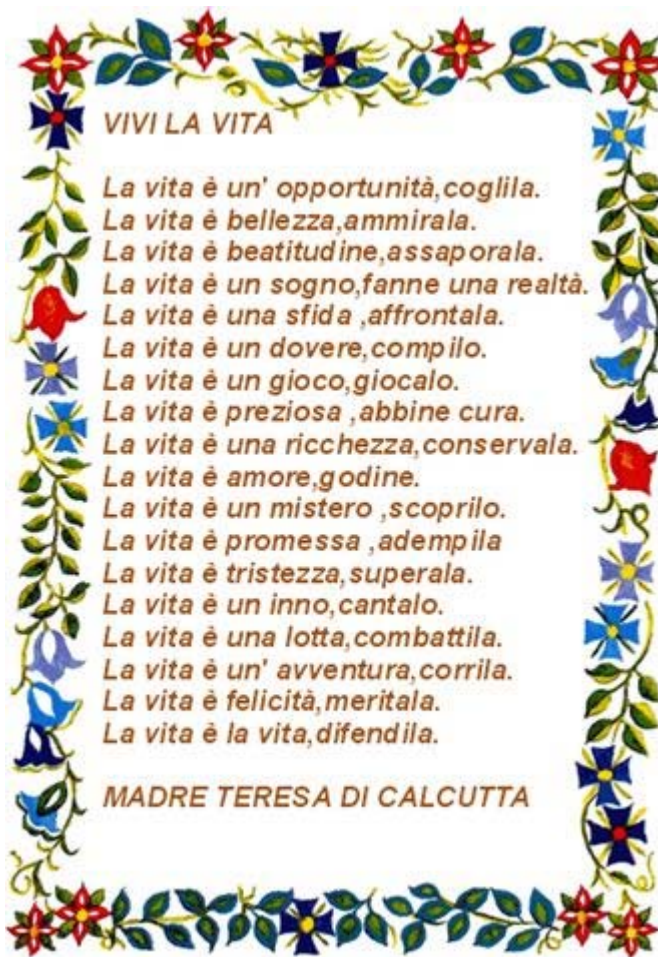 VIVI LA VITA
La vita è un' opportunità,coglila.
La vita è bellezza,ammirala.
La vita è beatitudine,assaporala.
La vita è un sogno,fanne una realtà.
La vita è una sfida ,affrontala.
La vita è un dovere,compilo.
La vita è un gioco,giocalo.
La vita è preziosa ,abbine cura.
La vita è una ricchezza,conservala.
La vita è amore,godine.
La vita è un mistero ,scoprilo.
La vita è promessa ,adempila
La vita è tristezza,superala.
La vita è un inno,cantalo.
La vita è una lotta,combattila.
La vita è un' avventura,corrila.
La vita è felicità,meritala.
La vita è la vita,difendila.
MADRE TERESA DI CALCUTTA